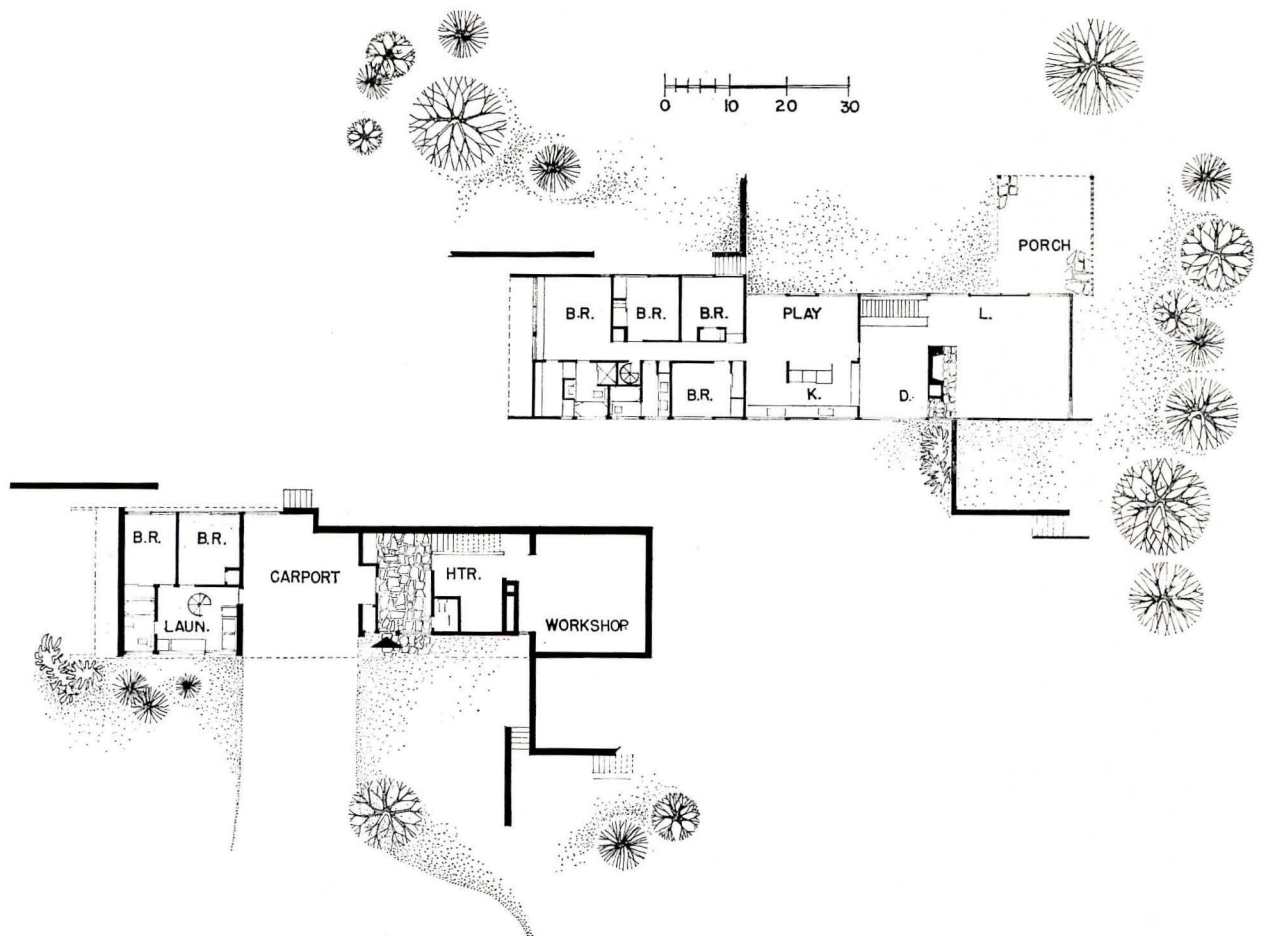 0 10 20 30
PORCH
B.R. B.R. B.R. PLAY L.
B.R. K. D.
B.R. B.R.
CARPORT HTR.
LAUN. WORKSHOP